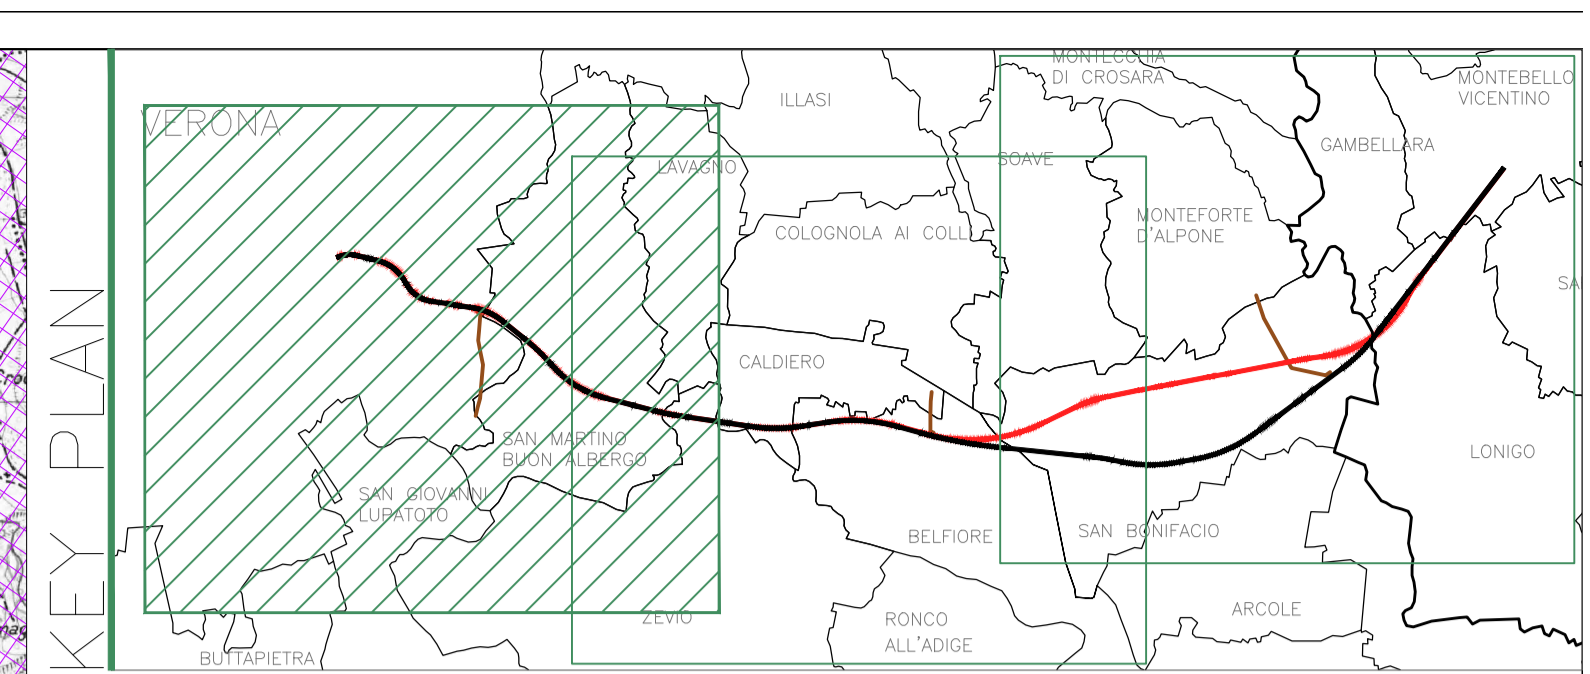 KEY PLAN
VERONA
ILLASI
MONTECCHIA
DI CROSARA
MONTEBELLO
VICENTINO
GAMBELLARA
LAVAGNO
SOAVE
COLOGNOLA AI COLLI
MONTEFORTE
D'ALPONE
SA
CALDIERO
SAN MARTINO
BUON ALBERGO
LONIGO
SAN GIOVANNI
LUPATOTO
BELFIORE
SAN BONIFACIO
ZEVIO
RONCO
ALL'ADIGE
ARCOLE
BUTTAPIETRA